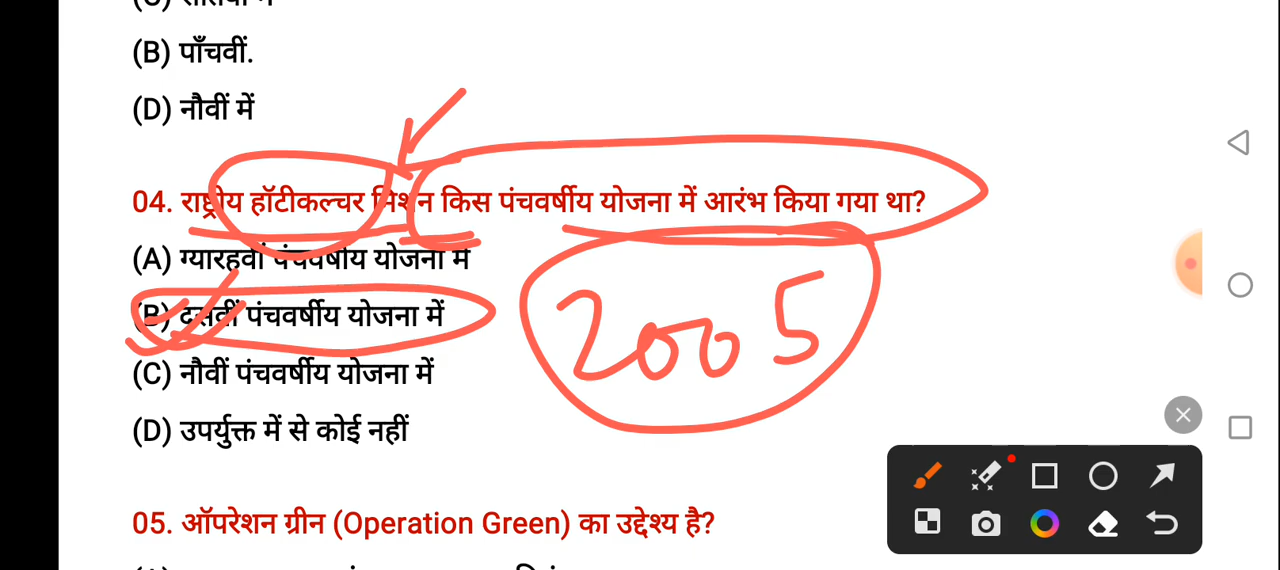 (B) पाँचवीं.
(D) नौवीं में
04. राष्ट्रीय हॉर्टीकल्चर मिशन किस पंचवर्षीय योजना में आरंभ किया गया था?
(A) ग्यारहवीं पंचवर्षीय योजना में
(B) दसवीं पंचवर्षीय योजना में
2005
(C) नौवीं पंचवर्षीय योजना में
(D) उपर्युक्त में से कोई नहीं
05. ऑपरेशन ग्रीन (Operation Green) का उद्देश्य है?